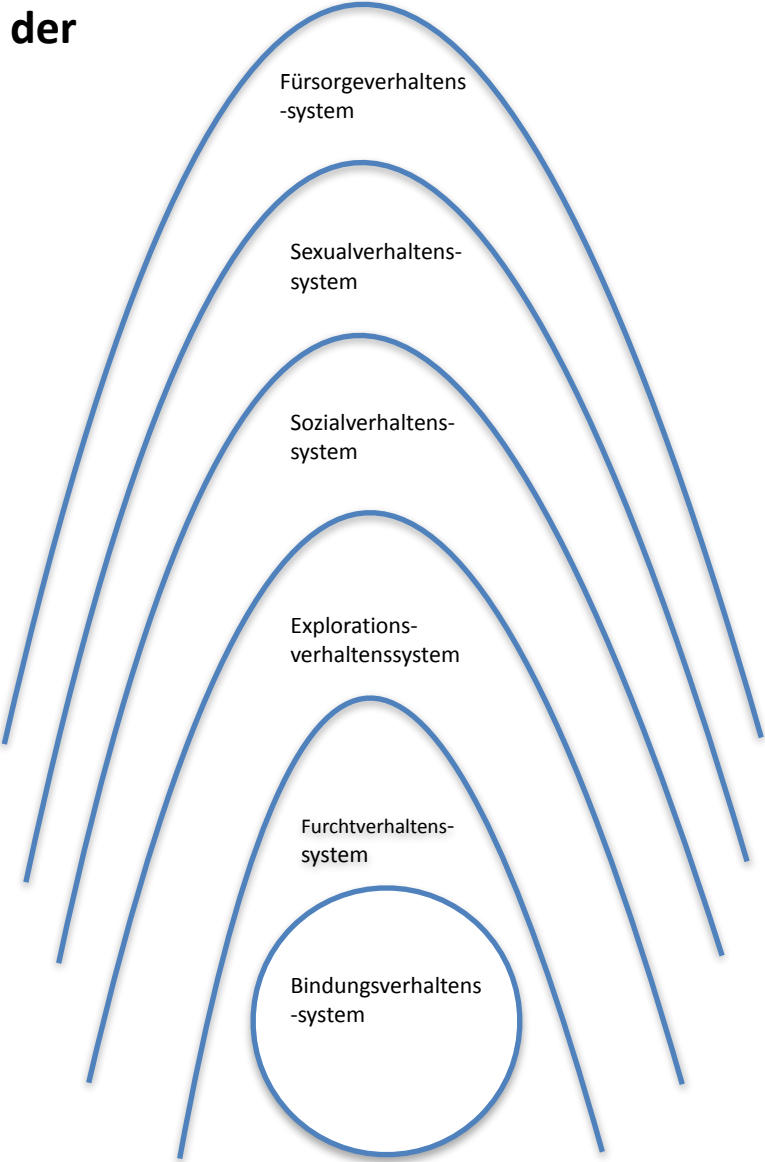 der
Fürsorgeverhaltens
-system
Sexualverhaltens-
system
Sozialverhaltens-
system
Explorations-
verhaltenssystem
Furchtverhaltens-
system
Bindungsverhaltens
-system